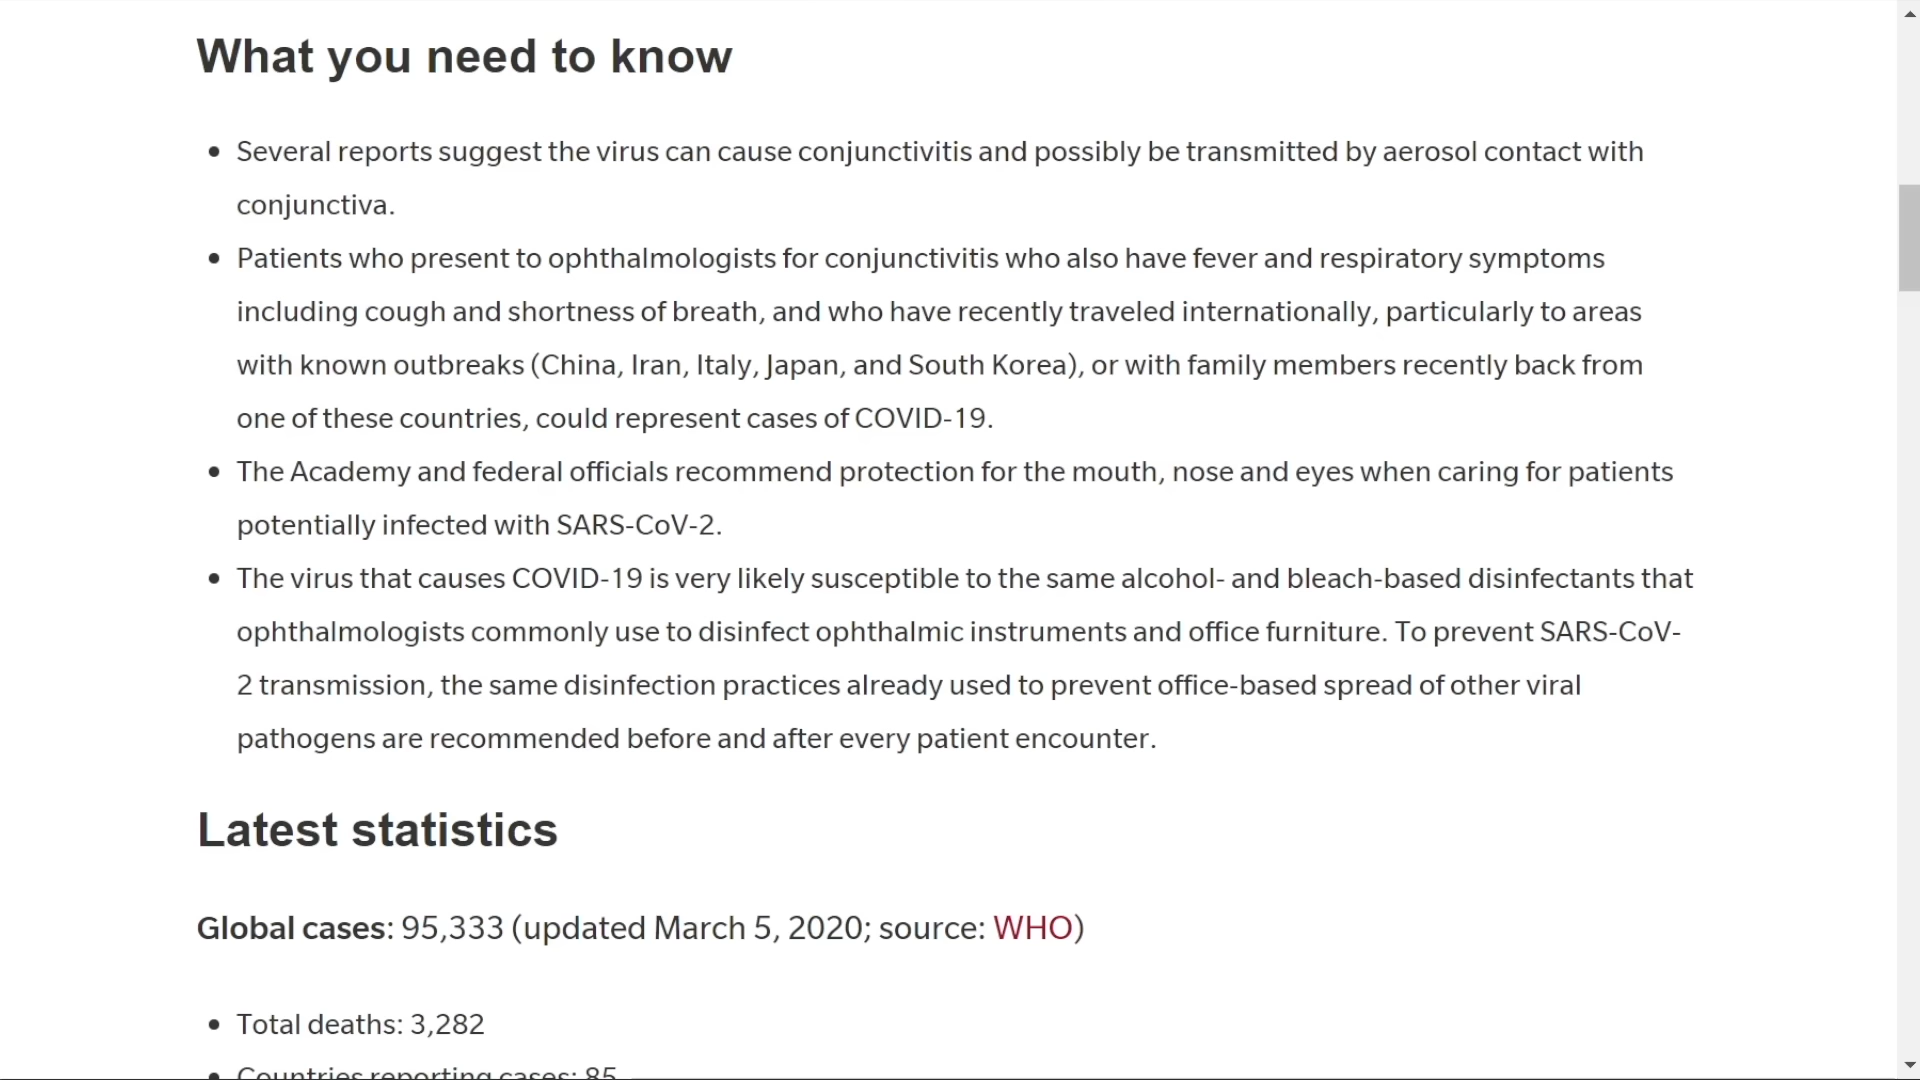 What you need to know
• Several reports suggest the virus can cause conjunctivitis and possibly be transmitted by aerosol contact with
conjunctiva.
• Patients who present to ophthalmologists for conjunctivitis who also have fever and respiratory symptoms
including cough and shortness of breath, and who have recently traveled internationally, particularly to areas
with known outbreaks (China, Iran, Italy, Japan, and South Korea), or with family members recently back from
one of these countries, could represent cases of COVID-19.
• The Academy and federal officials recommend protection for the mouth, nose and eyes when caring for patients
potentially infected with SARS-CoV-2.
• The virus that causes COVID-19 is very likely susceptible to the same alcohol- and bleach-based disinfectants that
ophthalmologists commonly use to disinfect ophthalmic instruments and office furniture. To prevent SARS-CoV-
2 transmission, the same disinfection practices already used to prevent office-based spread of other viral
pathogens are recommended before and after every patient encounter.
Latest statistics
Global cases: 95,333 (updated March 5, 2020; source: WHO)
• Total deaths: 3,282
• Countries reporting cases: 85